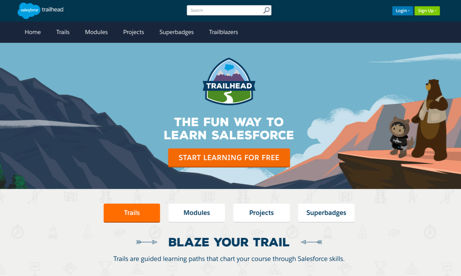 salesforce trailhead
Search
Login
Sign Up
Home Trails Modules Projects Superbadges Trailblazers
TRAILHEAD
THE FUN WAY TO
LEARN SALESFORCE
START LEARNING FOR FREE
Trails Modules Projects Superbadges
BLAZE YOUR TRAIL
Trails are guided learning paths that chart your course through Salesforce skills.